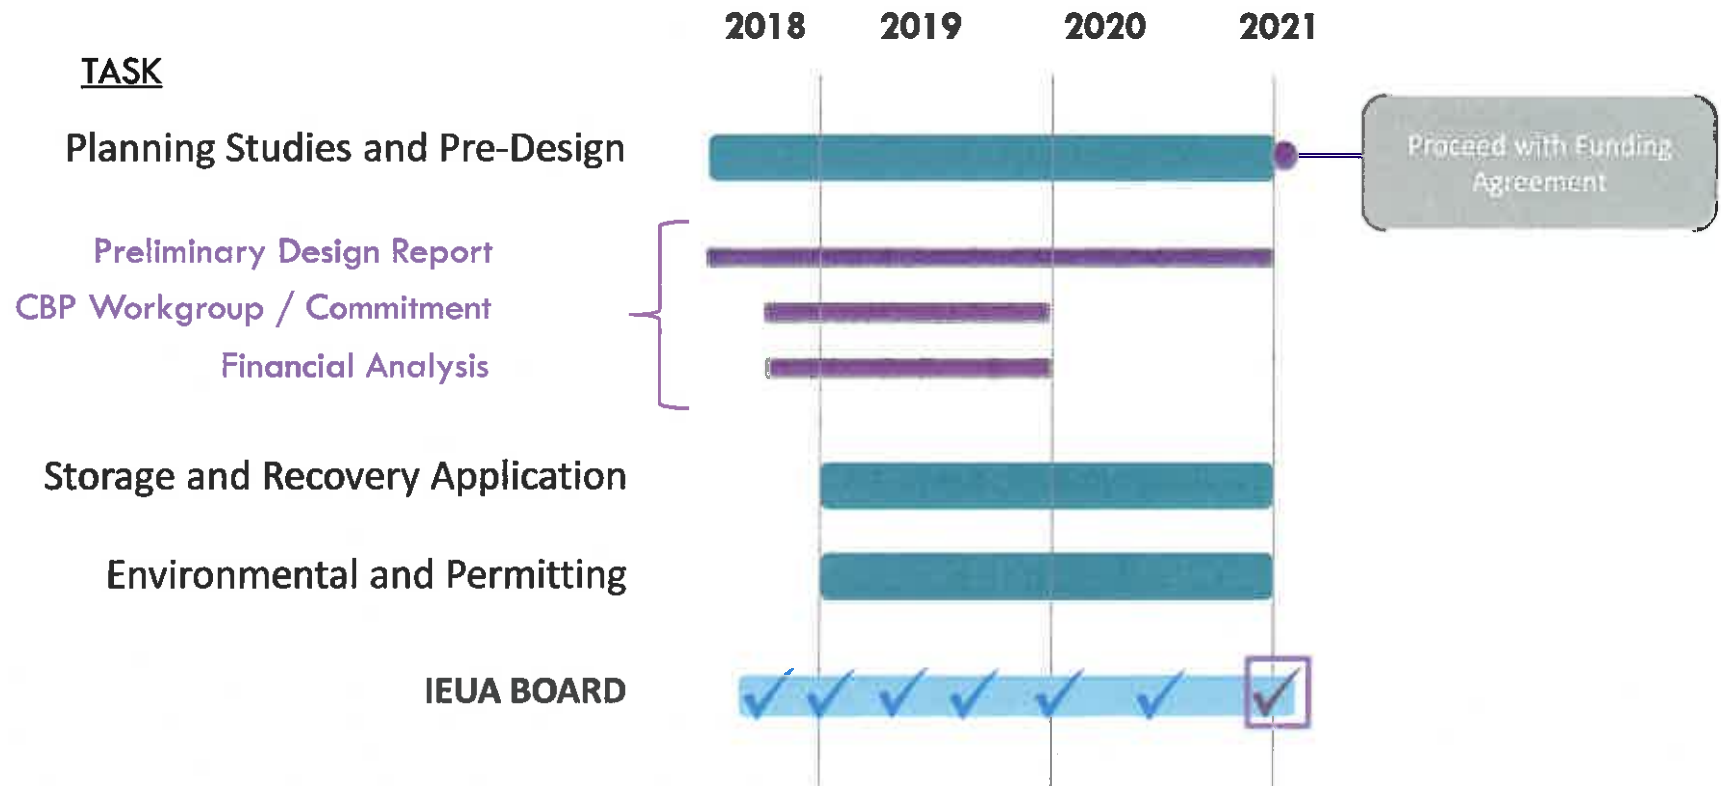 2018 2019 2020 2021
TASK
Planning Studies and Pre-Design
Proceed with Funding
Agreement
Preliminary Design Report
CBP Workgroup / Commitment
Financial Analysis
Storage and Recovery Application
Environmental and Permitting
IEUA BOARD